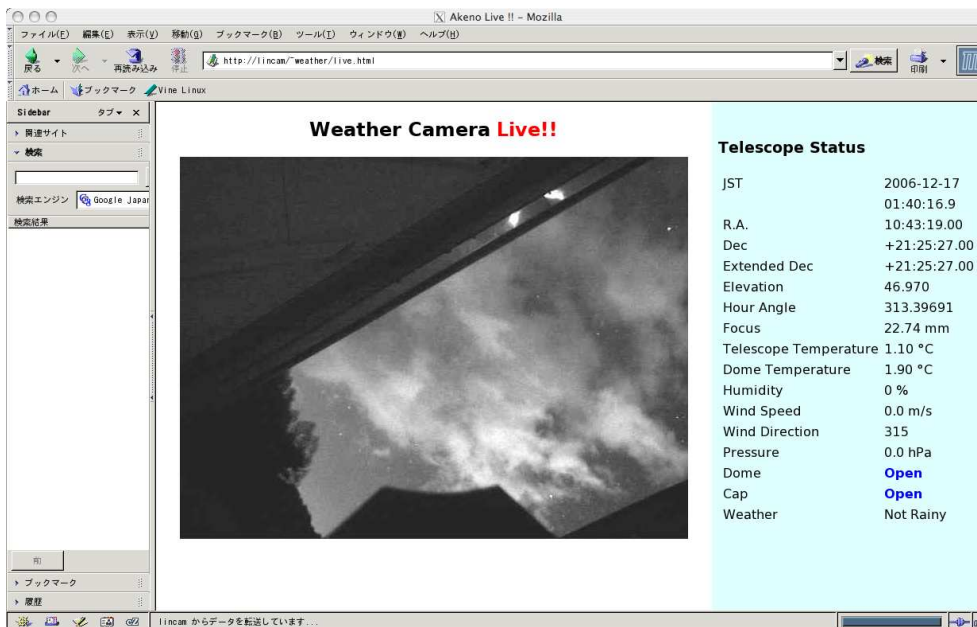 Akeno Live !! – Mozilla
ファイル(F) 編集(E) 表示(V) 移動(G) ブックマーク(B) ツール(T) ウィンドウ(W) ヘルプ(H)
戻る 次へ 再読み込み 停止 http://lincam/~weather/live.html 検索 印刷
ホーム ブックマーク Vine Linux
Sidebar タブ
関連サイト
検索
検索エンジン Google Japan
検索結果
ブックマーク
履歴
Weather Camera Live!!
Telescope Status
JST 2006-12-17
01:40:16.9
R.A. 10:43:19.00
Dec +21:25:27.00
Extended Dec +21:25:27.00
Elevation 46.970
Hour Angle 313.39691
Focus 22.74 mm
Telescope Temperature 1.10 °C
Dome Temperature 1.90 °C
Humidity 0 %
Wind Speed 0.0 m/s
Wind Direction 315
Pressure 0.0 hPa
Dome Open
Cap Open
Weather Not Rainy
lincam からデータを転送しています...